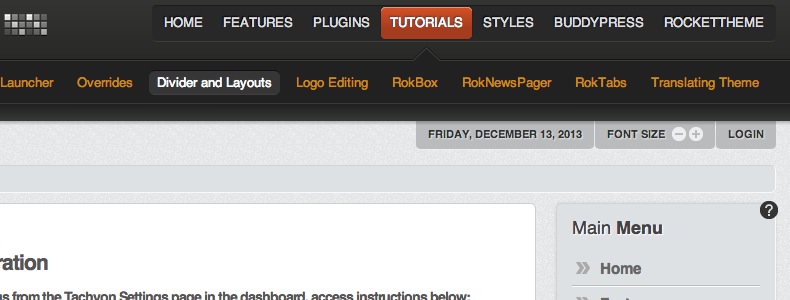 HOME FEATURES PLUGINS TUTORIALS STYLES BUDDYPRESS ROCKETTHEME
Launcher Overrides Divider and Layouts Logo Editing RokBox RokNewsPager RokTabs Translating Theme
FRIDAY, DECEMBER 13, 2013 FONT SIZE − + LOGIN
?
Main Menu
ration
» Home
from the Tachyon Settings page in the dashboard, access instructions below: